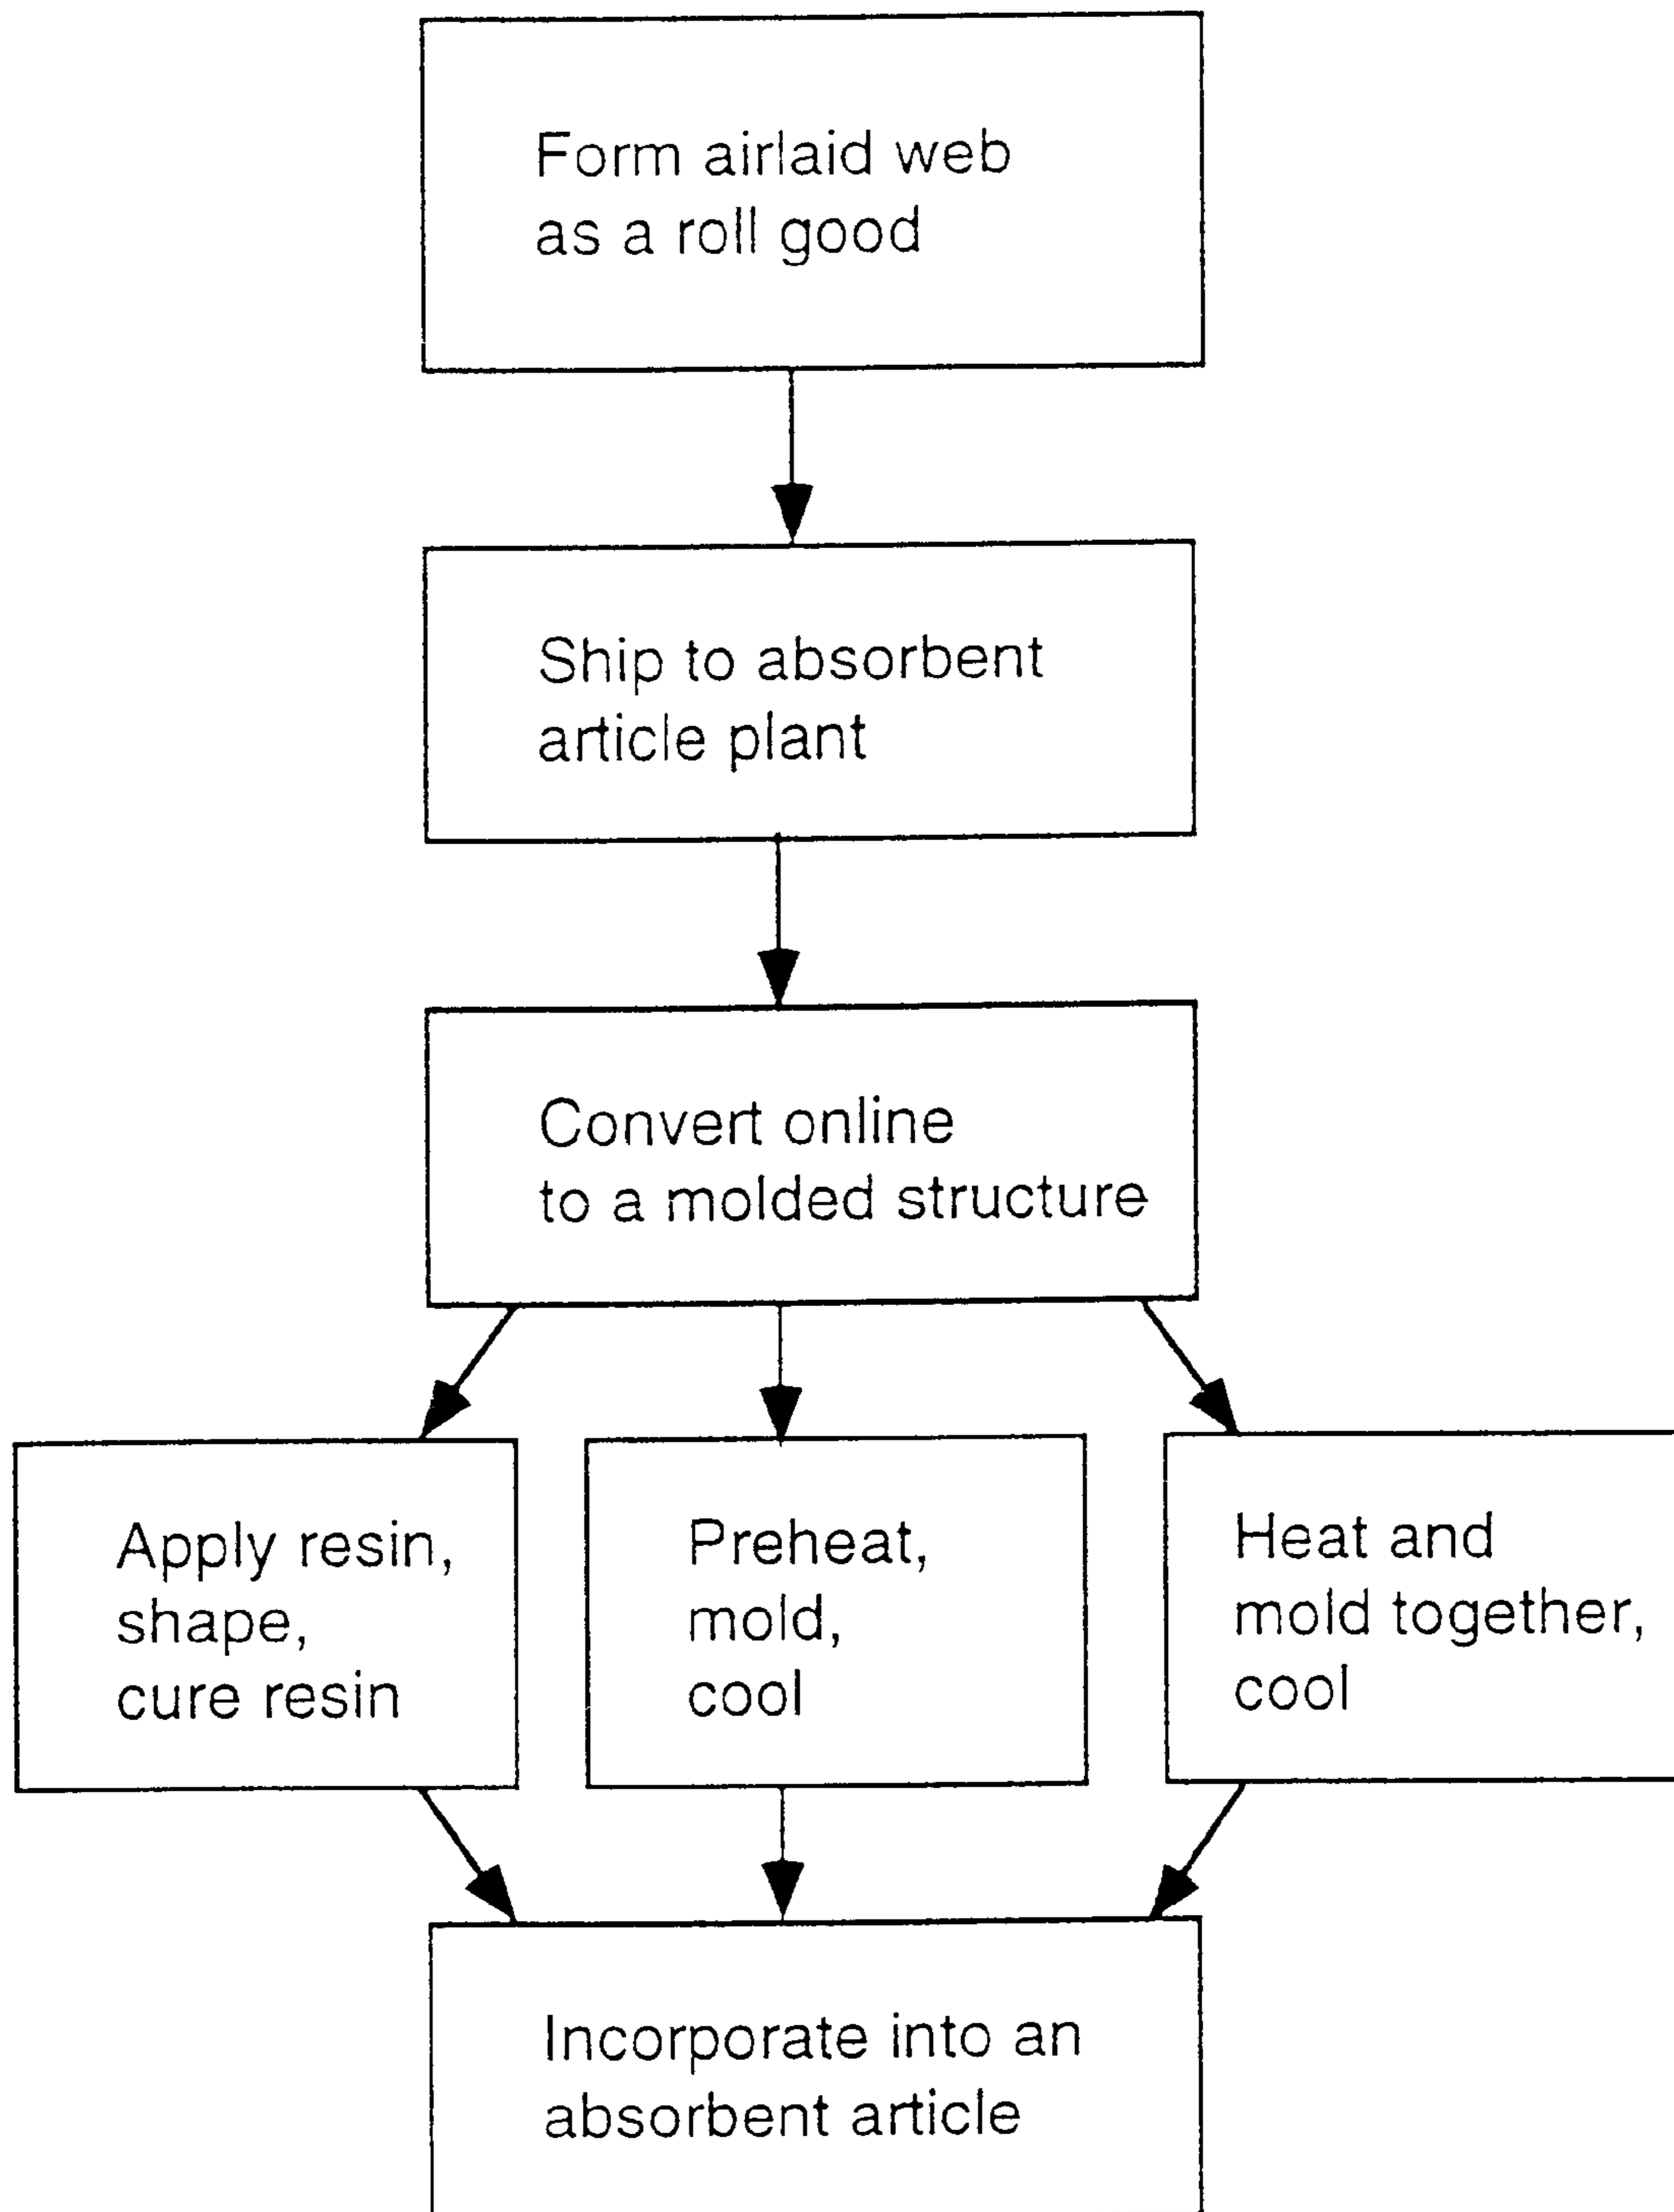 Form airlaid web
as a roll good
Ship to absorbent
article plant
Convert online
to a molded structure
Apply resin,
shape,
cure resin
Preheat,
mold,
cool
Heat and
mold together,
cool
Incorporate into an
absorbent article